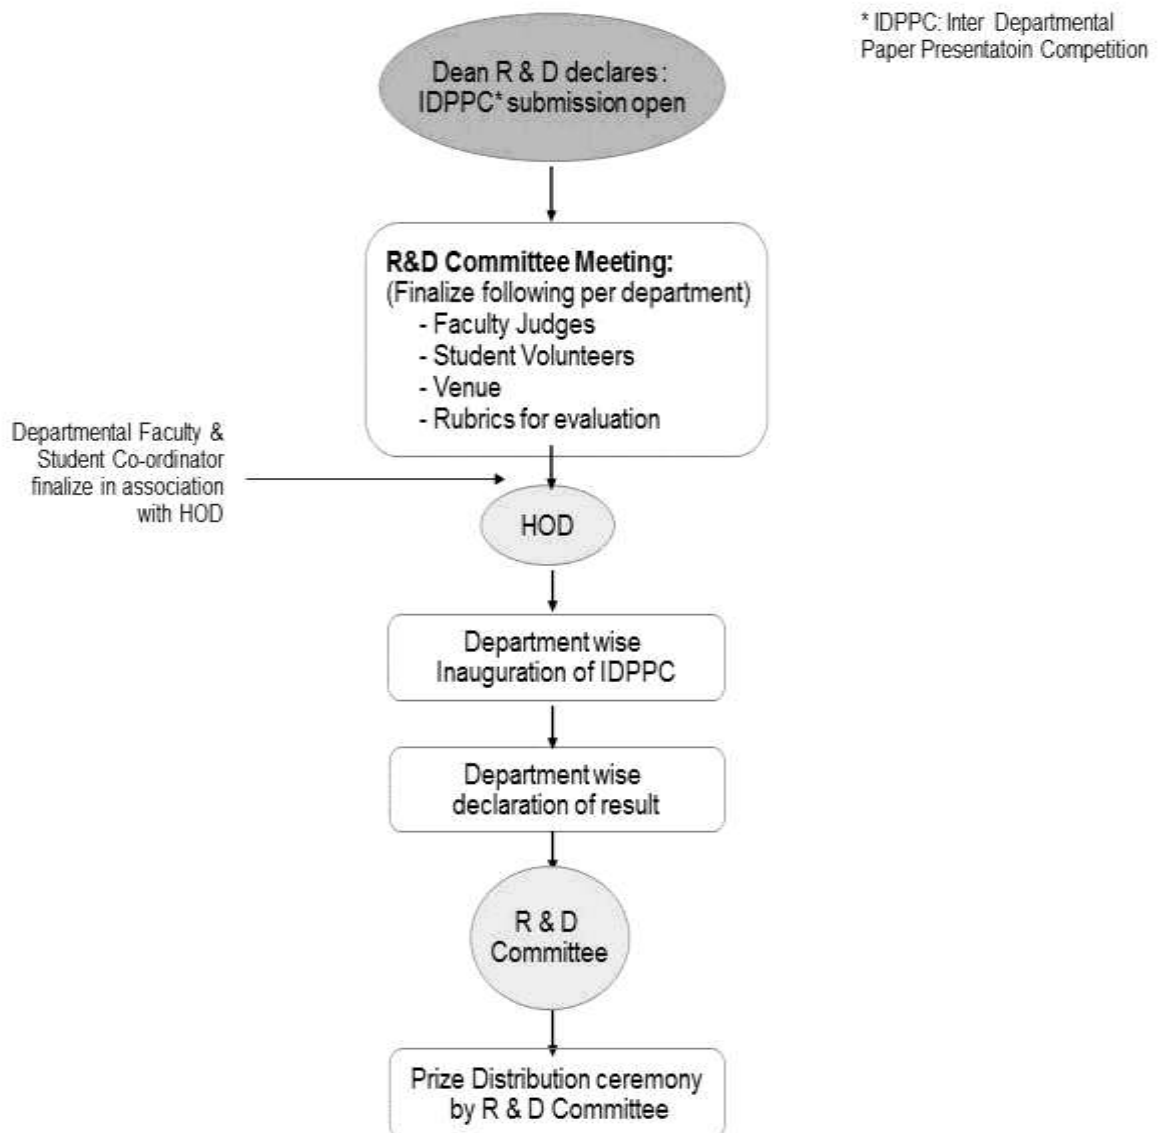 * IDPPC: Inter Departmental
Paper Presentatoin Competition
Dean R & D declares :
IDPPC* submission open
R&D Committee Meeting:
(Finalize following per department)
- Faculty Judges
- Student Volunteers
- Venue
- Rubrics for evaluation
Departmental Faculty &
Student Co-ordinator
finalize in association
with HOD
HOD
Department wise
Inauguration of IDPPC
Department wise
declaration of result
R & D
Committee
Prize Distribution ceremony
by R & D Committee